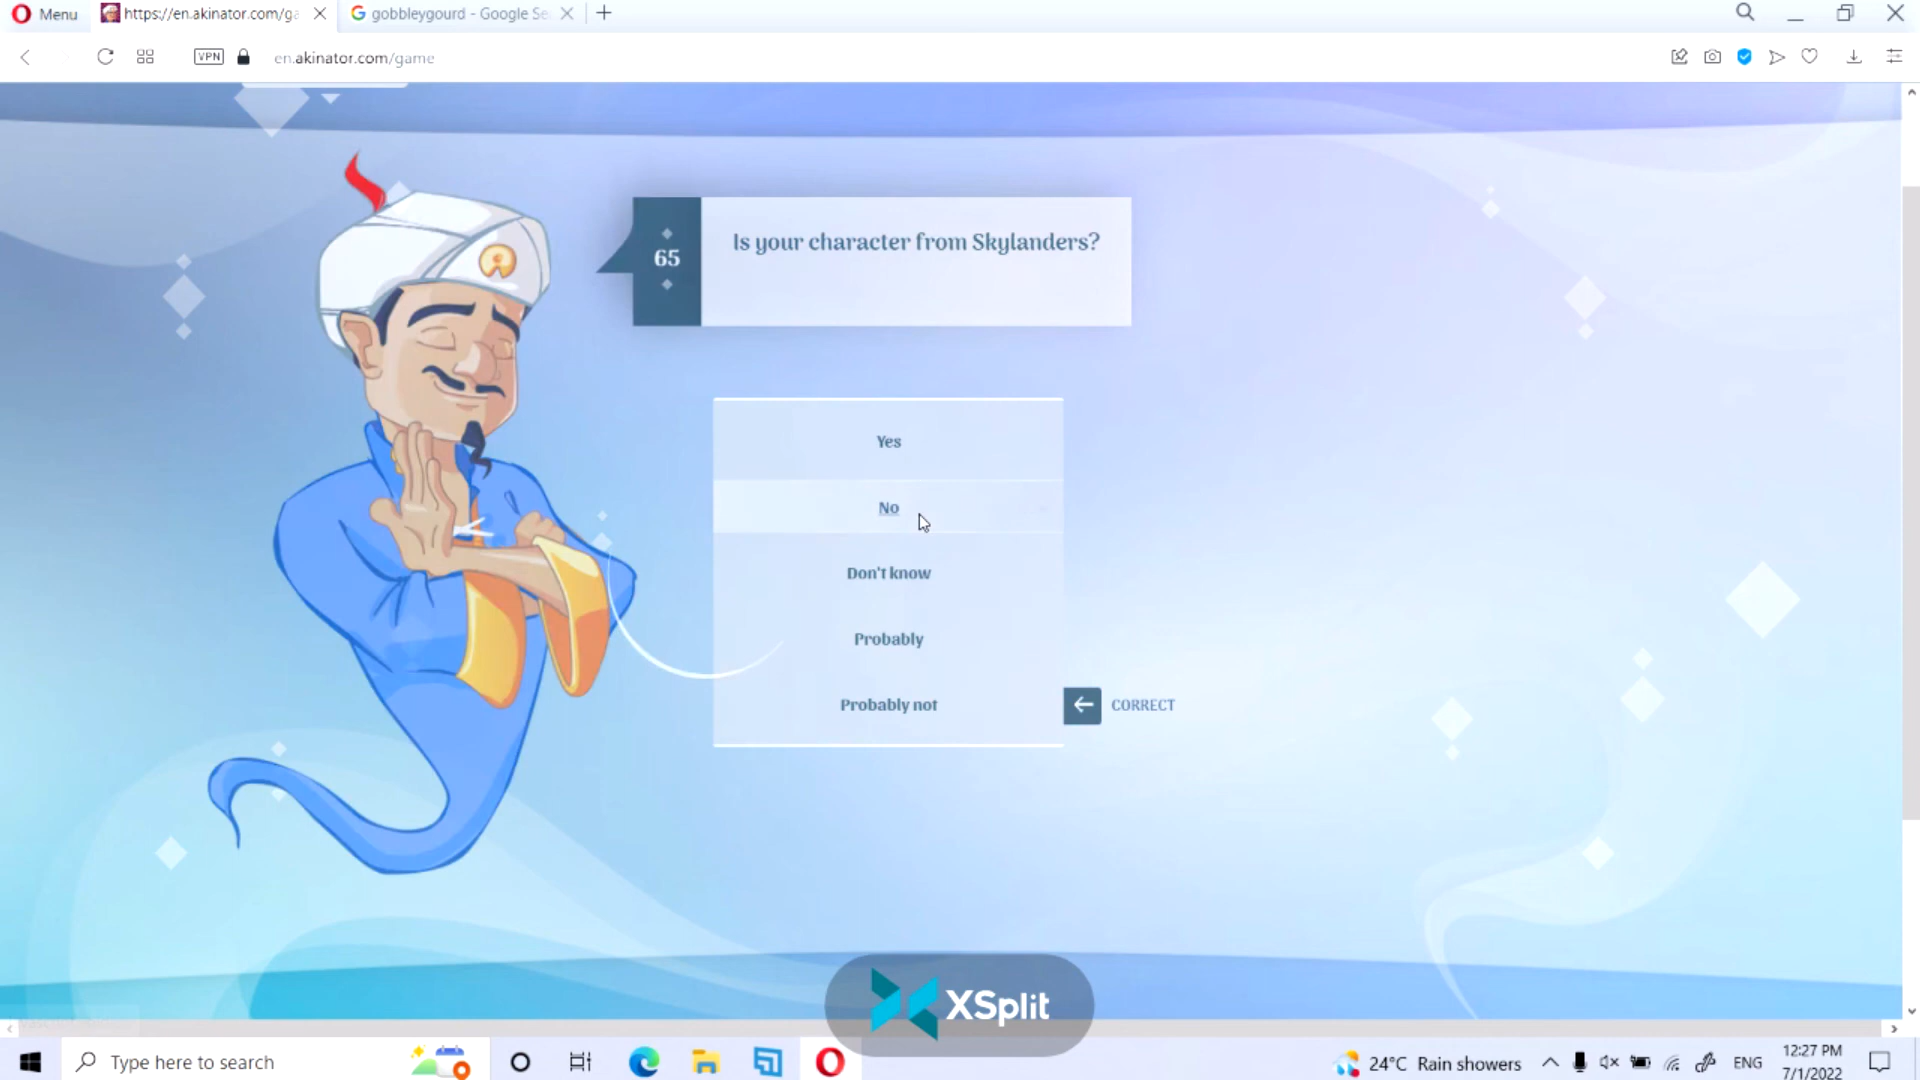 Menu
https://en.akinator.com/ga
gobbleygourd - Google Se
VPN
en.akinator.com/game
65
Is your character from Skylanders?
Yes
No
Don't know
Probably
Probably not
CORRECT
XSplit
Type here to search
24°C Rain showers
ENG
12:27 PM
7/1/2022